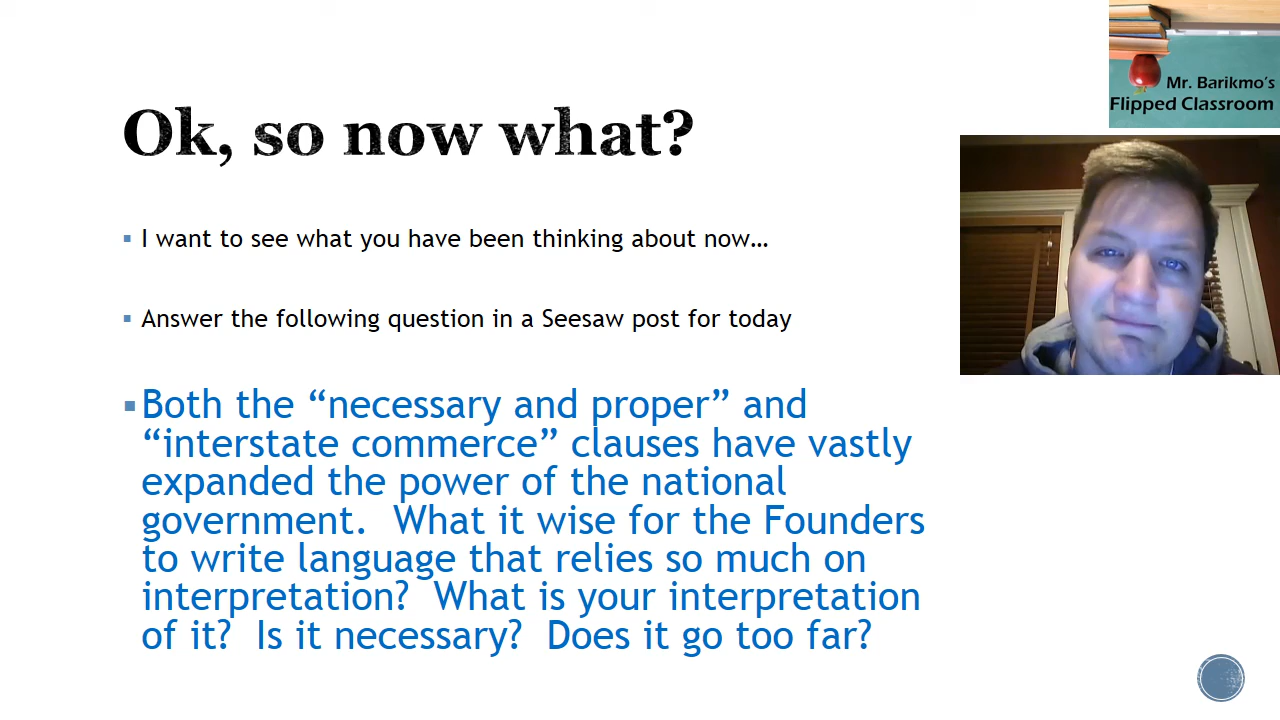 Mr. Barikmo's
Flipped Classroom
Ok, so now what?
I want to see what you have been thinking about now…
Answer the following question in a Seesaw post for today
Both the “necessary and proper” and
“interstate commerce” clauses have vastly
expanded the power of the national
government.  What it wise for the Founders
to write language that relies so much on
interpretation?  What is your interpretation
of it?  Is it necessary?  Does it go too far?